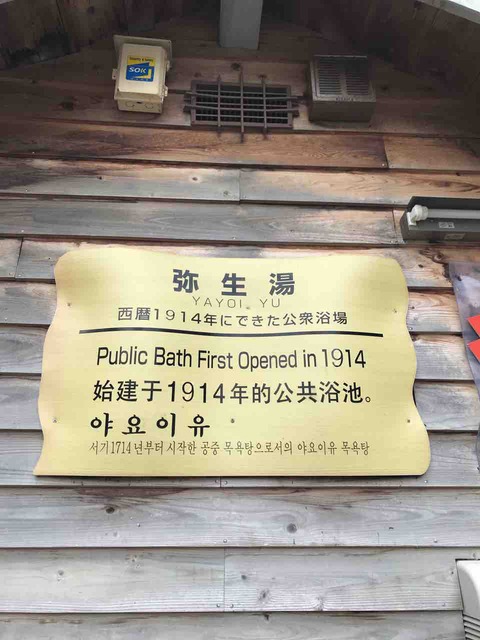 SOK
弥生湯
YAYOI YU
西暦1914年にできた公衆浴場
Public Bath First Opened in 1914
始建于1914年的公共浴池。
야요이유
서기1714년부터 시작한 공중 목욕탕으로서의 야요이유 목욕탕